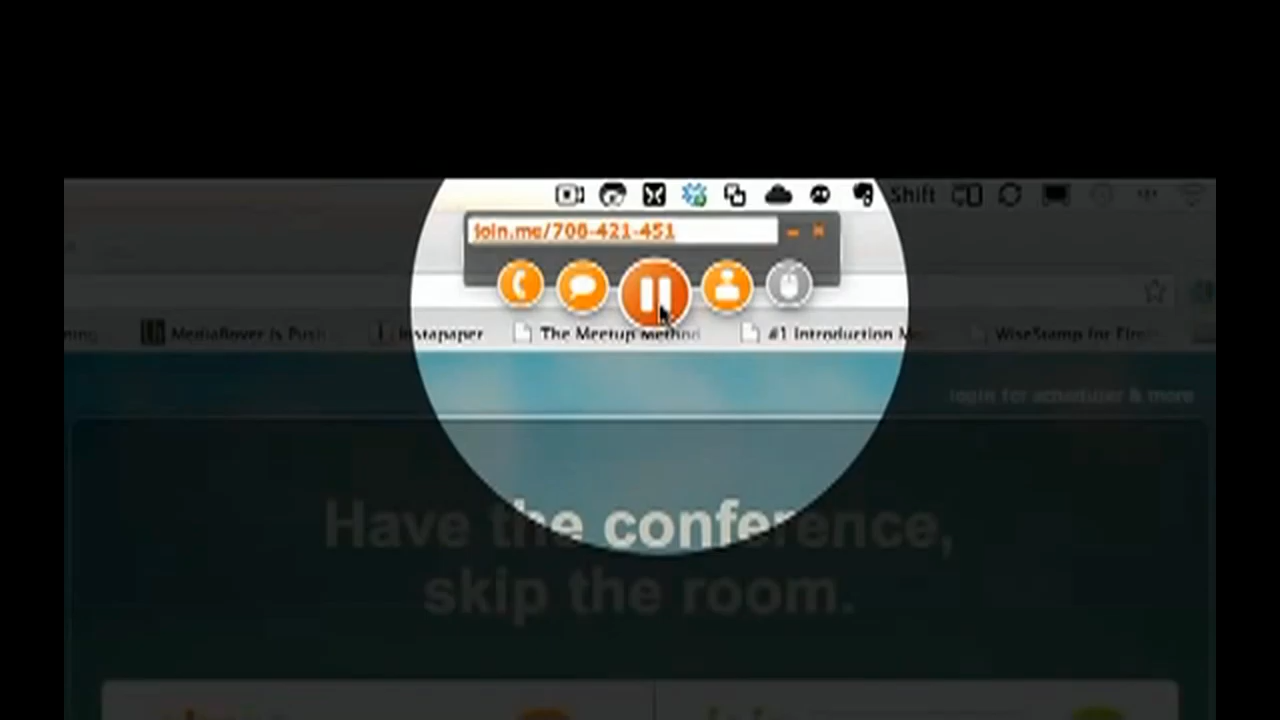 Shift
join.me/708-421-451
MediaRover is Push
Instapaper
The Meetup Method
#1 Introduction
WiseStamp for
login for scheduler & more
Have the conference,
skip the room.